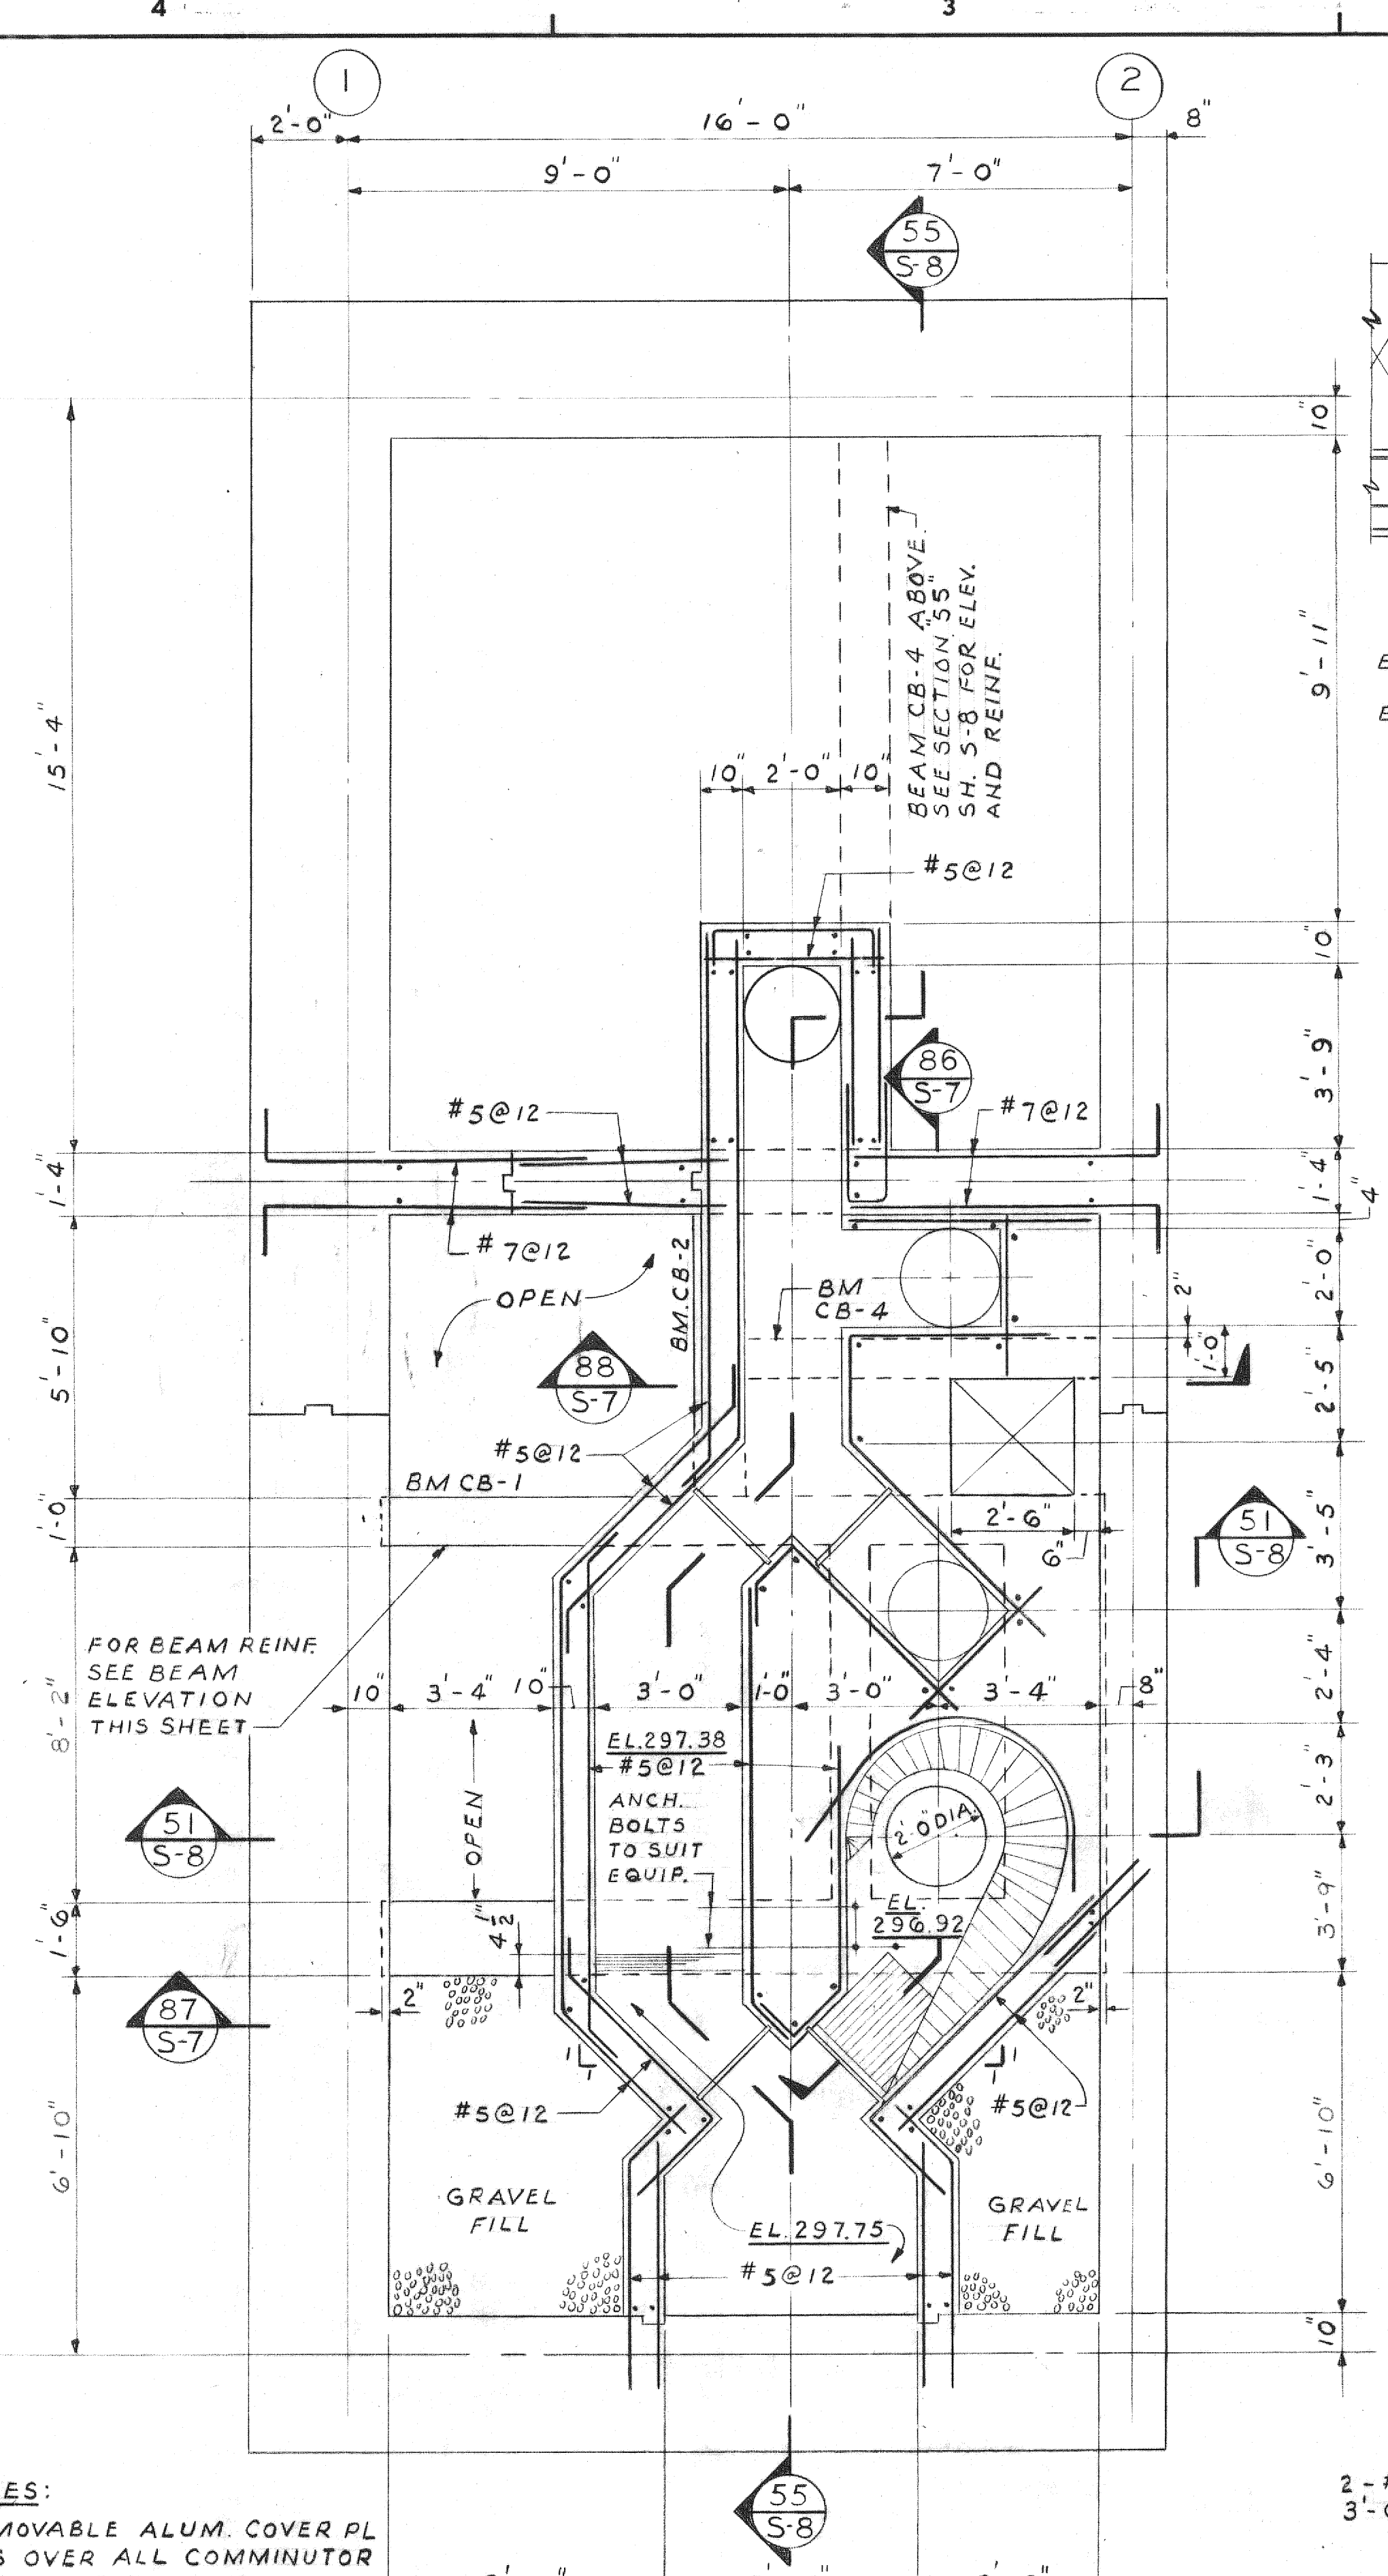 4
3
1
2
2'-0"
16'-0"
8"
9'-0"
7'-0"
55
S-8
10"
15'-4"
9'-11"
BEAM CB-4 ABOVE.
SEE SECTION "55"
SH. S-8 FOR ELEV.
AND REINF.
10"
2'-0"
10"
#5@12
10"
3'-9"
86
S-7
#5@12
#7@12
1'-4"
1'-4"
4"
#7@12
OPEN
BM.CB-2
BM
CB-4
2"
2'-0"
1'-0"
5'-10"
88
S-7
2'-5"
#5@12
BM CB-1
1'-0"
2'-6"
6"
51
S-8
3'-5"
FOR BEAM REINF.
SEE BEAM
ELEVATION
THIS SHEET
8'-2"
10"
3'-4"
10"
3'-0"
1'-0"
3'-0"
3'-4"
8"
2'-4"
EL.297.38
#5@12
ANCH.
BOLTS
TO SUIT
EQUIP.
OPEN
2'-0" DIA.
2'-3"
51
S-8
EL.
296.92
4 1/2"
1'-6"
3'-9"
2"
2"
87
S-7
1
1
1
1
#5@12
#5@12
6'-10"
6'-10"
GRAVEL
FILL
GRAVEL
FILL
EL.297.75
#5@12
10"
55
S-8
ES:
MOVABLE ALUM. COVER PL
S OVER ALL COMMINUTOR
2-#
3'-